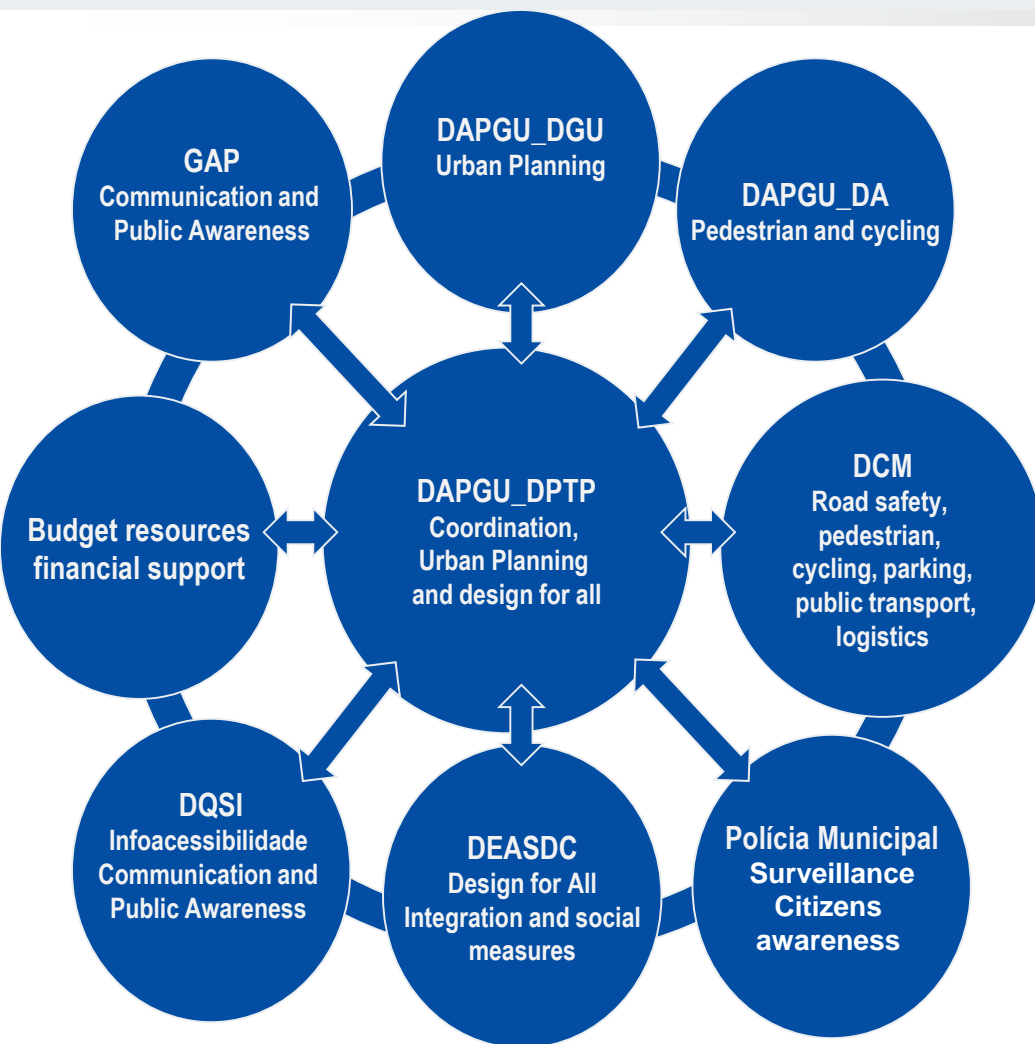 DAPGU_DGU
Urban Planning
GAP
Communication and
Public Awareness
DAPGU_DA
Pedestrian and cycling
DCM
Road safety,
pedestrian,
cycling, parking,
public transport,
logistics
DAPGU_DPTP
Coordination,
Urban Planning
and design for all
Budget resources
financial support
DQSI
Infoacessibilidade
Communication and
Public Awareness
DEASDC
Design for All
Integration and social
measures
Polícia Municipal
Surveillance
Citizens
awareness